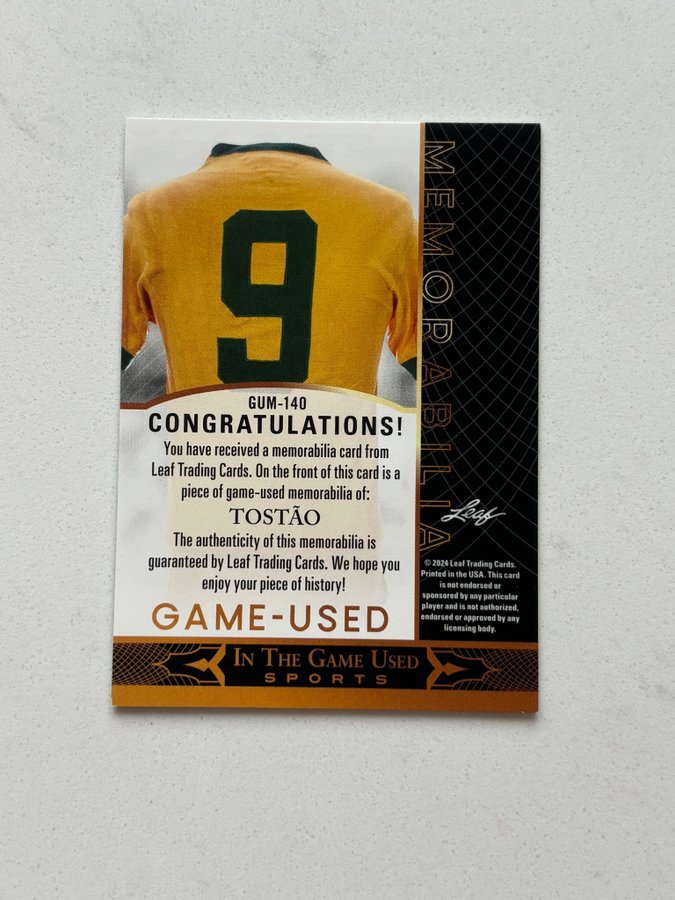 9
GUM-140
CONGRATULATIONS!
You have received a memorabilia card from
Leaf Trading Cards. On the front of this card is a
piece of game-used memorabilia of:
TOSTÃO
The authenticity of this memorabilia is
guaranteed by Leaf Trading Cards. We hope you
enjoy your piece of history!
GAME-USED
MEMORABILIA
Leaf
© 2024 Leaf Trading Cards.
Printed in the USA. This card
is not endorsed or
sponsored by any particular
player and is not authorized,
endorsed or approved by any
licensing body.
IN THE GAME USED
SPORTS